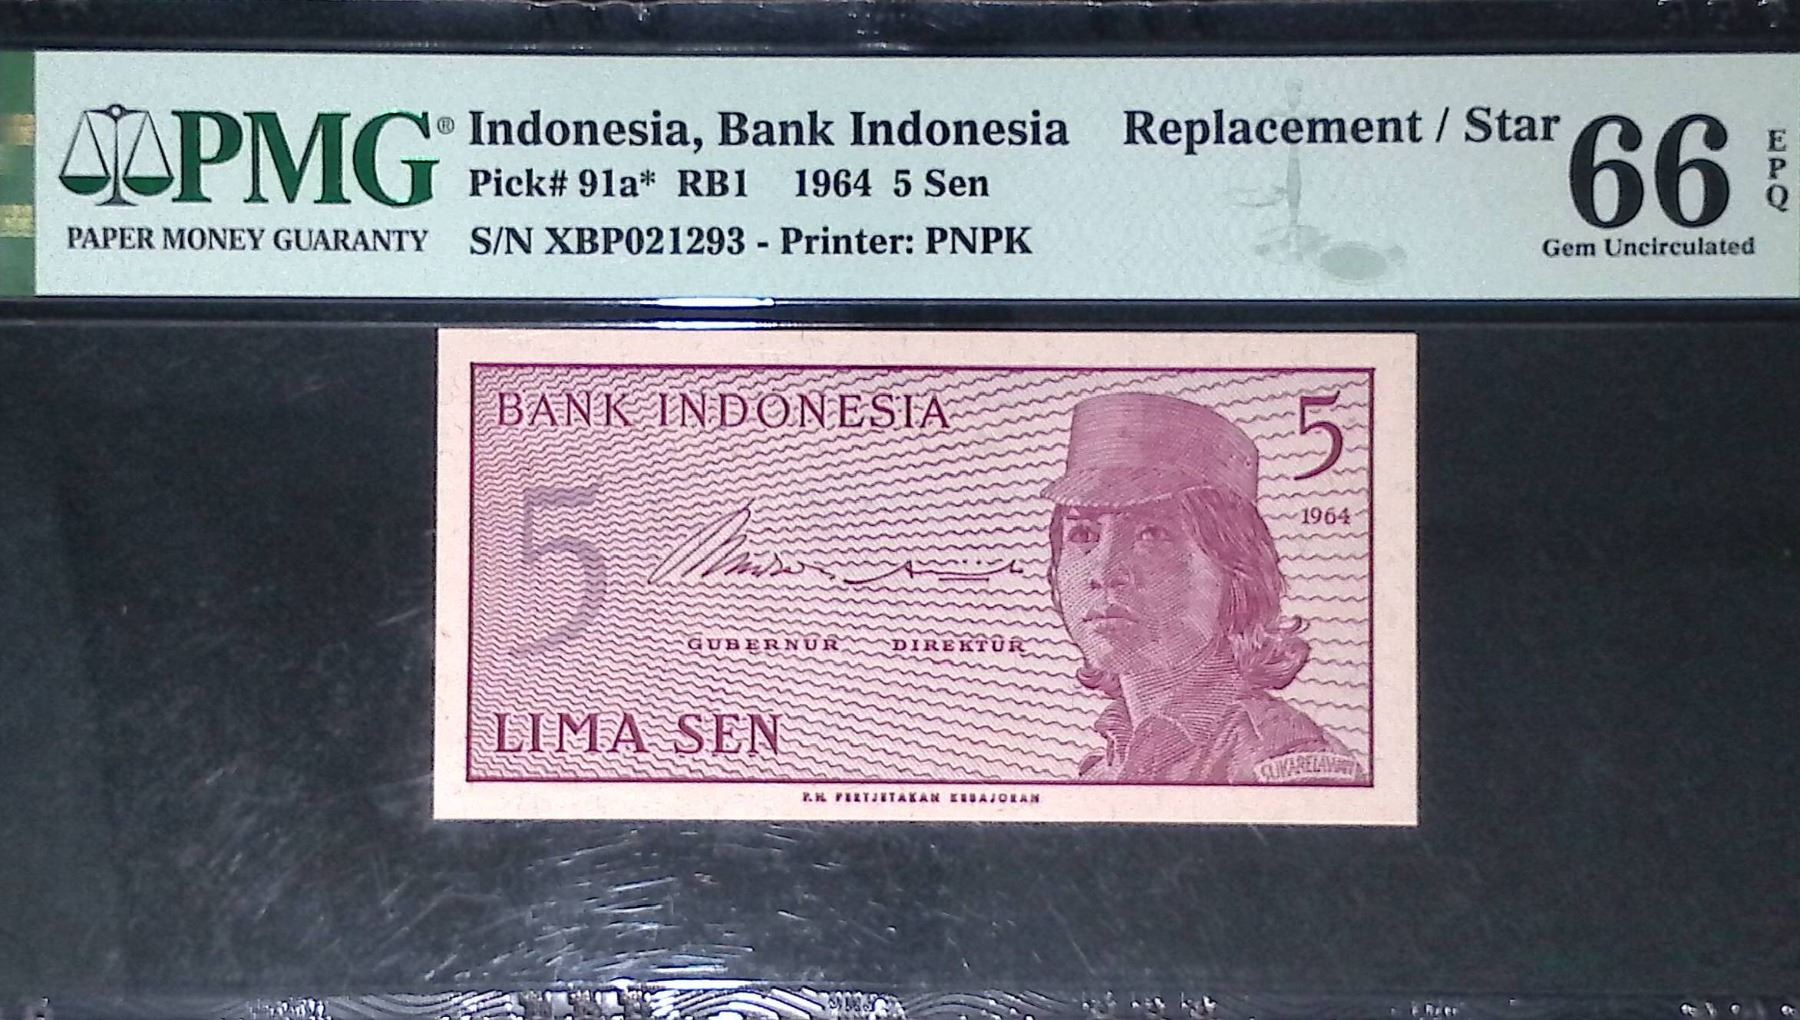 PMG®
PAPER MONEY GUARANTY
Indonesia, Bank Indonesia
Pick# 91a* RB1 1964 5 Sen
S/N XBP021293 - Printer: PNPK
Replacement / Star
66
EPQ
Gem Uncirculated
BANK INDONESIA
5
1964
5
GUBERNUR DIREKTUR
LIMA SEN
SUKARELAWAN
P.N. PERTJETAKAN KEBAJORAN